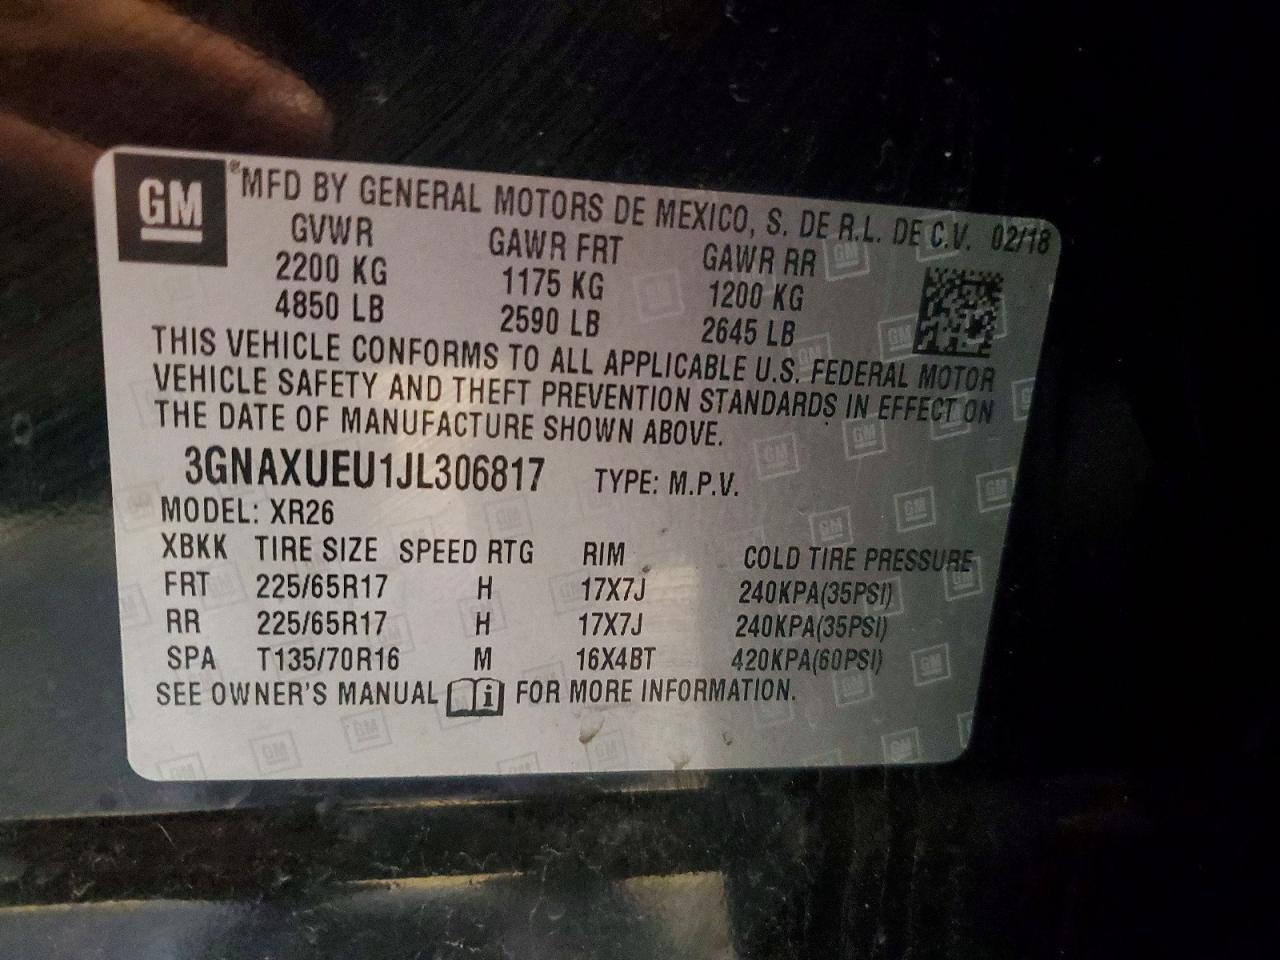 GM
®MFD BY GENERAL MOTORS DE MEXICO, S. DE R.L. DE C.V. 02/18
GVWR GAWR FRT GAWR RR
2200 KG 1175 KG 1200 KG
4850 LB 2590 LB 2645 LB
THIS VEHICLE CONFORMS TO ALL APPLICABLE U.S. FEDERAL MOTOR
VEHICLE SAFETY AND THEFT PREVENTION STANDARDS IN EFFECT ON
THE DATE OF MANUFACTURE SHOWN ABOVE.
3GNAXUEU1JL306817 TYPE: M.P.V.
MODEL: XR26
XBKK TIRE SIZE SPEED RTG RIM COLD TIRE PRESSURE
FRT 225/65R17 H 17X7J 240KPA(35PSI)
RR 225/65R17 H 17X7J 240KPA(35PSI)
SPA T135/70R16 M 16X4BT 420KPA(60PSI)
SEE OWNER'S MANUAL i FOR MORE INFORMATION.